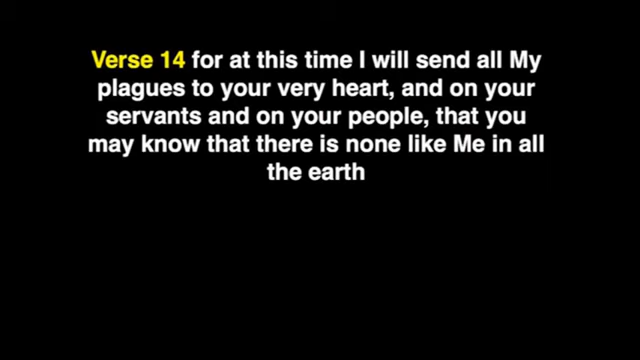 Verse 14 for at this time I will send all My
plagues to your very heart, and on your
servants and on your people, that you
may know that there is none like Me in all
the earth